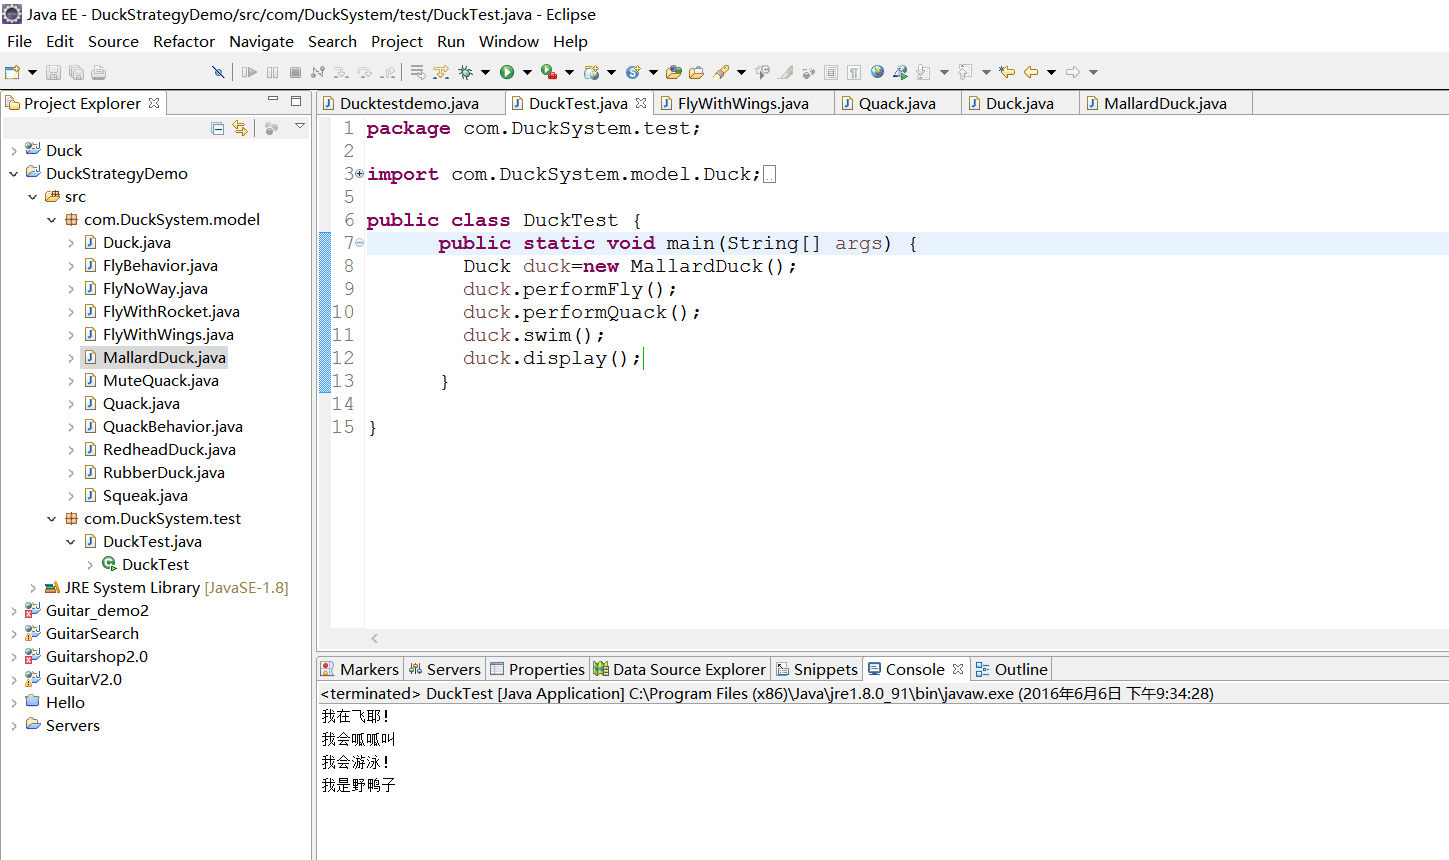 Java EE - DuckStrategyDemo/src/com/DuckSystem/test/DuckTest.java - Eclipse
File Edit Source Refactor Navigate Search Project Run Window Help
Project Explorer
Duck
DuckStrategyDemo
src
com.DuckSystem.model
Duck.java
FlyBehavior.java
FlyNoWay.java
FlyWithRocket.java
FlyWithWings.java
MallardDuck.java
MuteQuack.java
Quack.java
QuackBehavior.java
RedheadDuck.java
RubberDuck.java
Squeak.java
com.DuckSystem.test
DuckTest.java
DuckTest
JRE System Library [JavaSE-1.8]
Guitar_demo2
GuitarSearch
Guitarshop2.0
GuitarV2.0
Hello
Servers
Ducktestdemo.java DuckTest.java FlyWithWings.java Quack.java Duck.java MallardDuck.java
1 package com.DuckSystem.test;
2
3 import com.DuckSystem.model.Duck;
5
6 public class DuckTest {
7 public static void main(String[] args) {
8 Duck duck=new MallardDuck();
9 duck.performFly();
10 duck.performQuack();
11 duck.swim();
12 duck.display();
13 }
14
15 }
Markers Servers Properties Data Source Explorer Snippets Console Outline
<terminated> DuckTest [Java Application] C:\Program Files (x86)\Java\jre1.8.0_91\bin\javaw.exe (2016年6月6日 下午9:34:28)
我在飞耶!
我会呱呱叫
我会游泳!
我是野鸭子